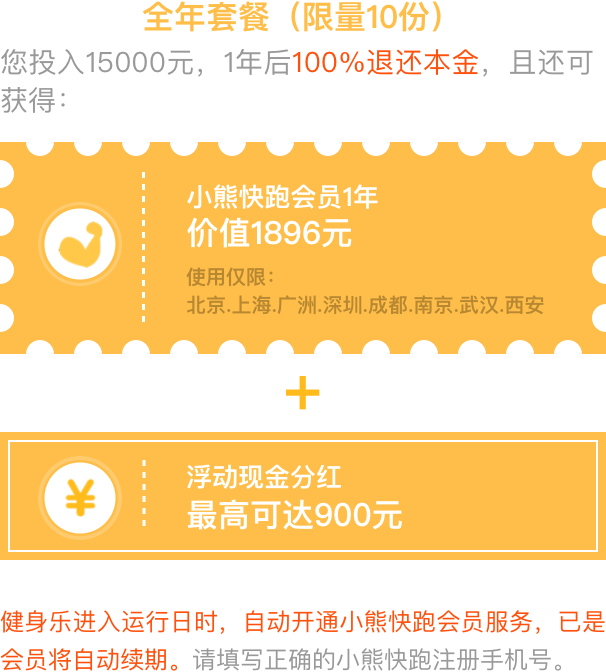 全年套餐（限量10份）
您投入15000元，1年后100%退还本金，且还可
获得：
小熊快跑会员1年
价值1896元
使用仅限：
北京.上海.广洲.深圳.成都.南京.武汉.西安
+
浮动现金分红
¥
最高可达900元
健身乐进入运行日时，自动开通小熊快跑会员服务，已是
会员将自动续期。请填写正确的小熊快跑注册手机号。